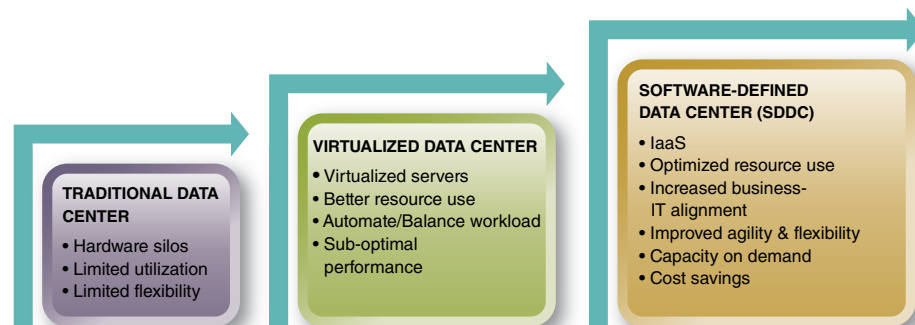 TRADITIONAL DATA
CENTER
• Hardware silos
• Limited utilization
• Limited flexibility
VIRTUALIZED DATA CENTER
• Virtualized servers
• Better resource use
• Automate/Balance workload
• Sub-optimal
performance
SOFTWARE-DEFINED
DATA CENTER (SDDC)
• IaaS
• Optimized resource use
• Increased business-
IT alignment
• Improved agility & flexibility
• Capacity on demand
• Cost savings